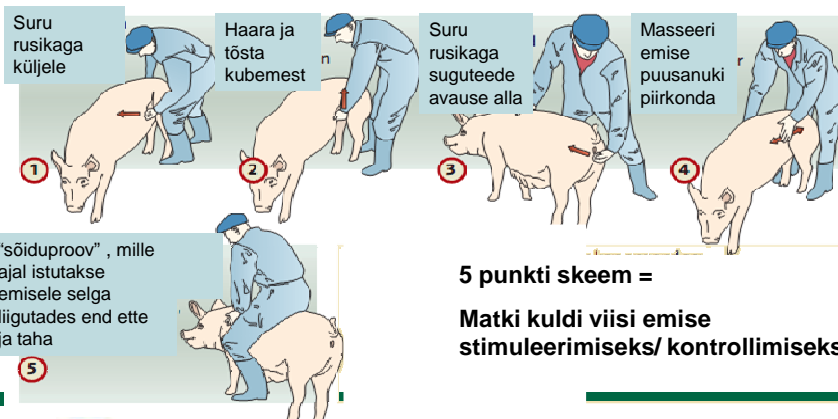 Suru
rusikaga
küljele
1
Haara ja
tõsta
kubemest
n
2
Suru
rusikaga
suguteede
avause alla
3
Masseeri
emise
puusanuki
piirkonda
r
4
"sõiduproov" , mille
ajal istutakse
emisele selga
liigutades end ette
ja taha
5
5 punkti skeem =
Matki kuldi viisi emise
stimuleerimiseks/ kontrollimiseks